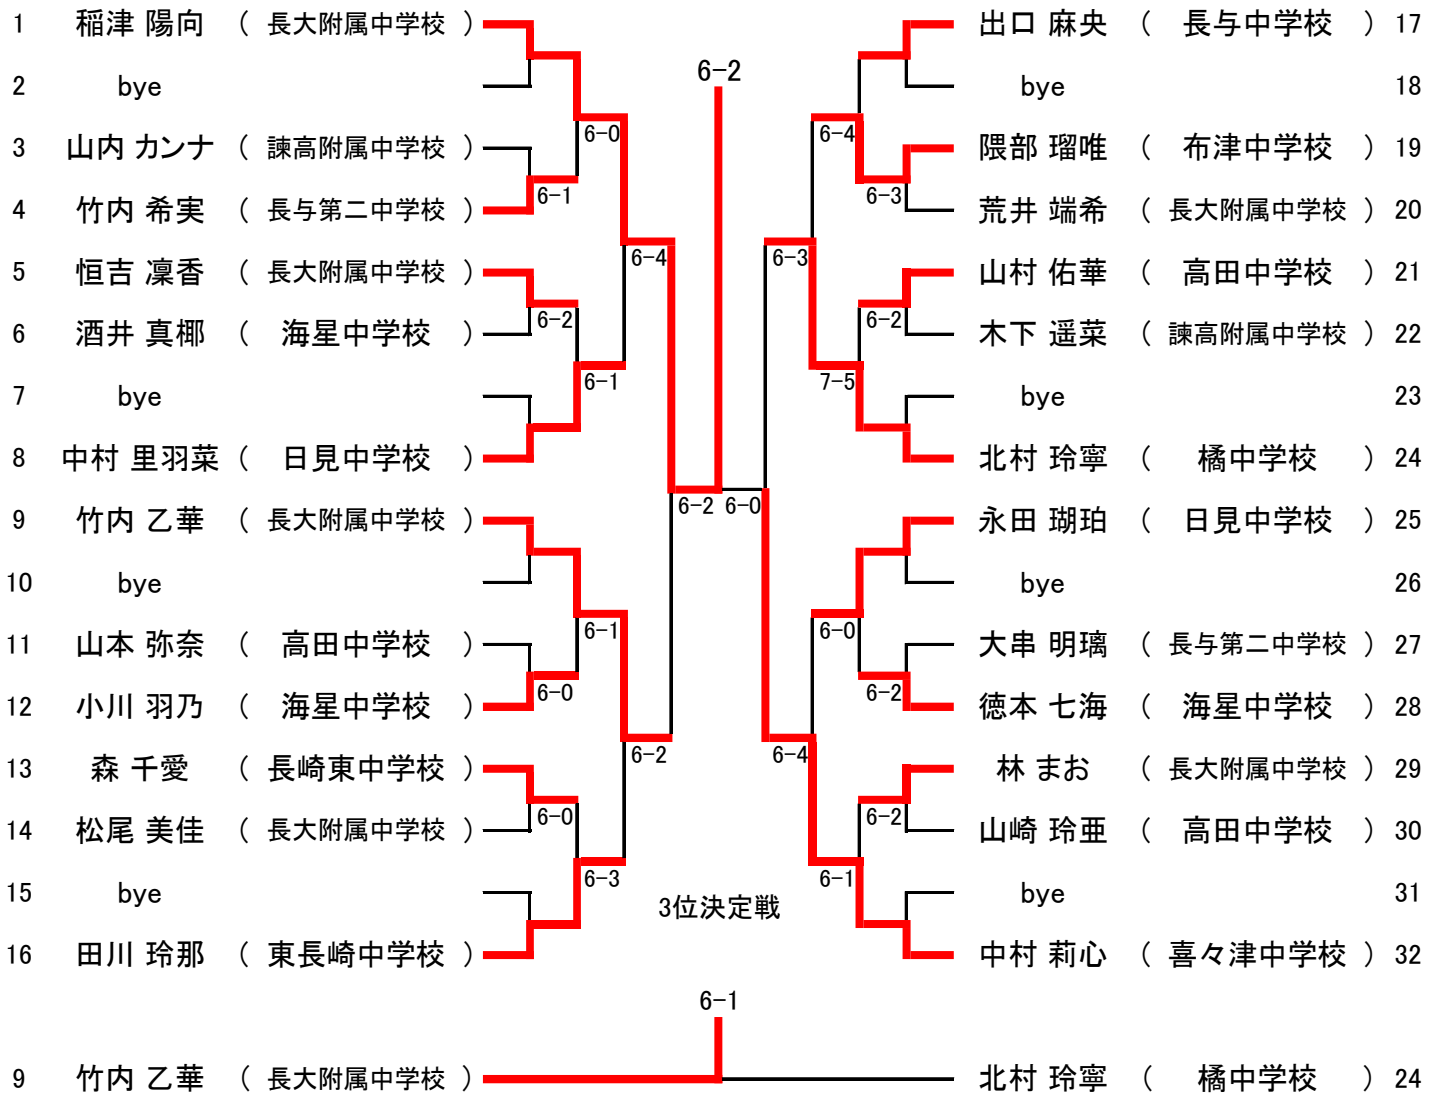 1 稲津 陽向 ( 長大附属中学校 )
2 bye
3 山内 カンナ ( 諫高附属中学校 )
4 竹内 希実 ( 長与第二中学校 )
5 恒吉 凜香 ( 長大附属中学校 )
6 酒井 真梛 ( 海星中学校 )
7 bye
8 中村 里羽菜 ( 日見中学校 )
9 竹内 乙華 ( 長大附属中学校 )
10 bye
11 山本 弥奈 ( 高田中学校 )
12 小川 羽乃 ( 海星中学校 )
13 森 千愛 ( 長崎東中学校 )
14 松尾 美佳 ( 長大附属中学校 )
15 bye
16 田川 玲那 ( 東長崎中学校 )
6-1
6-2
6-0
6-0
6-0
6-1
6-1
6-3
6-4
6-2
6-2
6-2
6-0
6-3
6-4
6-4
7-5
6-0
6-1
6-3
6-2
6-2
6-2
出口 麻央 ( 長与中学校 ) 17
bye 18
隈部 瑠唯 ( 布津中学校 ) 19
荒井 端希 ( 長大附属中学校 ) 20
山村 佑華 ( 高田中学校 ) 21
木下 遥菜 ( 諫高附属中学校 ) 22
bye 23
北村 玲寧 ( 橘中学校 ) 24
永田 瑚珀 ( 日見中学校 ) 25
bye 26
大串 明璃 ( 長与第二中学校 ) 27
徳本 七海 ( 海星中学校 ) 28
林 まお ( 長大附属中学校 ) 29
山崎 玲亜 ( 高田中学校 ) 30
bye 31
中村 莉心 ( 喜々津中学校 ) 32
3位決定戦
6-1
9 竹内 乙華 ( 長大附属中学校 )
北村 玲寧 ( 橘中学校 ) 24